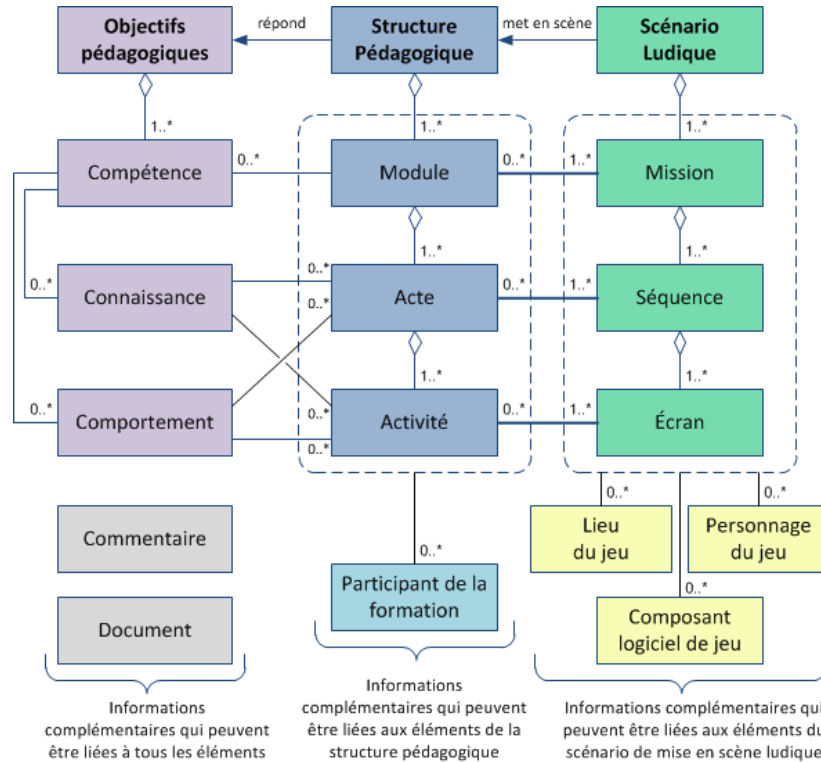 Objectifs
pédagogiques
répond
Structure
Pédagogique
met en scène
Scénario
Ludique
1..*
1..*
1..*
Compétence
0..*
Module
0..*
1..*
Mission
1..*
1..*
0..*
Connaissance
0..*
0..*
Acte
0..*
1..*
Séquence
1..*
1..*
0..*
Comportement
0..*
0..*
Activité
0..*
1..*
Écran
0..*
0..*
Commentaire
Lieu
du jeu
Personnage
du jeu
0..*
0..*
Document
Participant de la
formation
Composant
logiciel de jeu
Informations
complémentaires qui peuvent
être liées à tous les éléments
Informations
complémentaires qui peuvent
être liées aux éléments de la
structure pédagogique
Informations complémentaires qui
peuvent être liées aux éléments du
scénario de mise en scène ludique